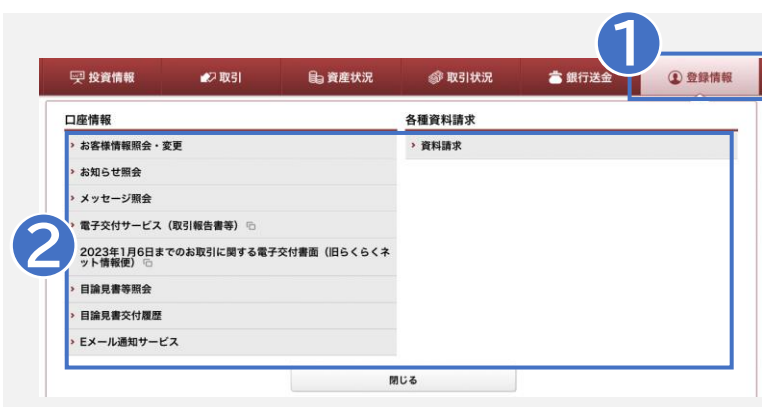 1
投資情報
取引
資産状況
取引状況
銀行送金
登録情報
口座情報
各種資料請求
お客様情報照会・変更
資料請求
お知らせ照会
メッセージ照会
2
電子交付サービス（取引報告書等）
2023年1月6日までのお取引に関する電子交付書面（旧らくらくネ
ット情報便）
目論見書等照会
目論見書交付履歴
Eメール通知サービス
閉じる